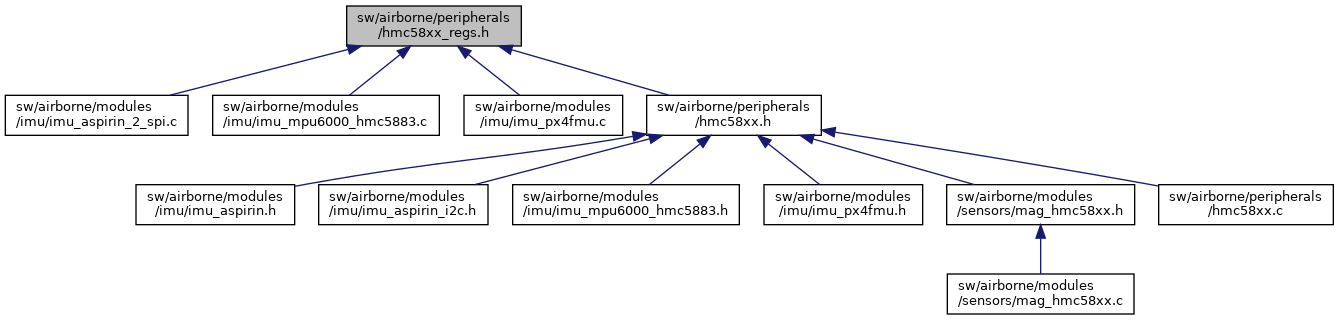 sw/airborne/peripherals
/hmc58xx_regs.h
sw/airborne/modules
/imu/imu_aspirin_2_spi.c
sw/airborne/modules
/imu/imu_mpu6000_hmc5883.c
sw/airborne/modules
/imu/imu_px4fmu.c
sw/airborne/peripherals
/hmc58xx.h
sw/airborne/modules
/imu/imu_aspirin.h
sw/airborne/modules
/imu/imu_aspirin_i2c.h
sw/airborne/modules
/imu/imu_mpu6000_hmc5883.h
sw/airborne/modules
/imu/imu_px4fmu.h
sw/airborne/modules
/sensors/mag_hmc58xx.h
sw/airborne/peripherals
/hmc58xx.c
sw/airborne/modules
/sensors/mag_hmc58xx.c